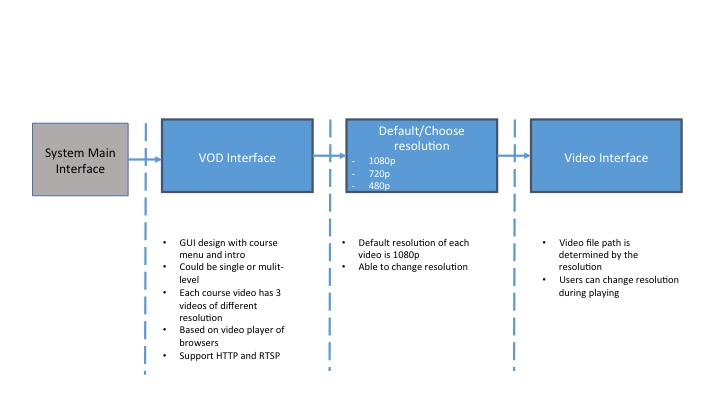 System Main
Interface
VOD Interface
Default/Choose
resolution
- 1080p
- 720p
- 480p
Video Interface
• GUI design with course
menu and intro
• Could be single or mulit-
level
• Each course video has 3
videos of different
resolution
• Based on video player of
browsers
• Support HTTP and RTSP
• Default resolution of each
video is 1080p
• Able to change resolution
• Video file path is
determined by the
resolution
• Users can change resolution
during playing